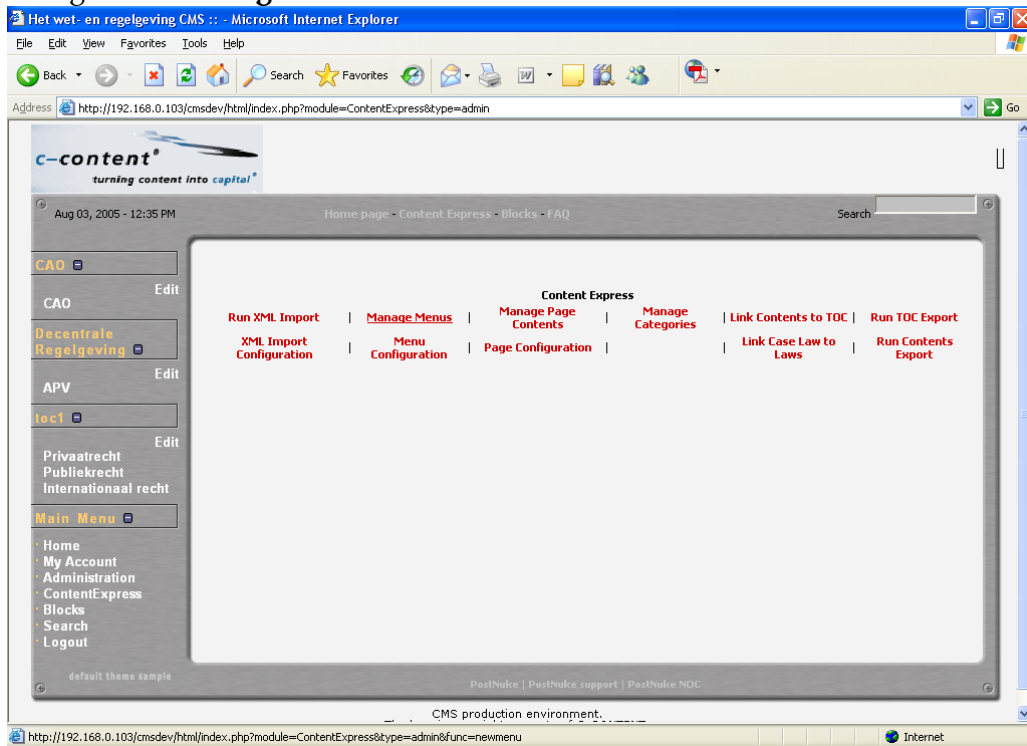 Het wet- en regelgeving CMS :: - Microsoft Internet Explorer
File Edit View Favorites Tools Help
Back Search Favorites
Address http://192.168.0.103/cmsdev/html/index.php?module=ContentExpress&type=admin Go
c-content®
turning content into capital®
Aug 03, 2005 - 12:35 PM Home page - Content Express - Blocks - FAQ Search
CAO
Edit
CAO
Decentrale
Regelgeving
Edit
APV
toc1
Edit
Privaatrecht
Publiekrecht
Internationaal recht
Main Menu
· Home
· My Account
· Administration
· ContentExpress
· Blocks
· Search
· Logout
default theme sample
Content Express
Run XML Import | Manage Menus | Manage Page Contents | Manage Categories | Link Contents to TOC | Run TOC Export
XML Import Configuration | Menu Configuration | Page Configuration | | Link Case Law to Laws | Run Contents Export
PostNuke | PostNuke support | PostNuke NOC
CMS production environment.
http://192.168.0.103/cmsdev/html/index.php?module=ContentExpress&type=admin&func=newmenu Internet